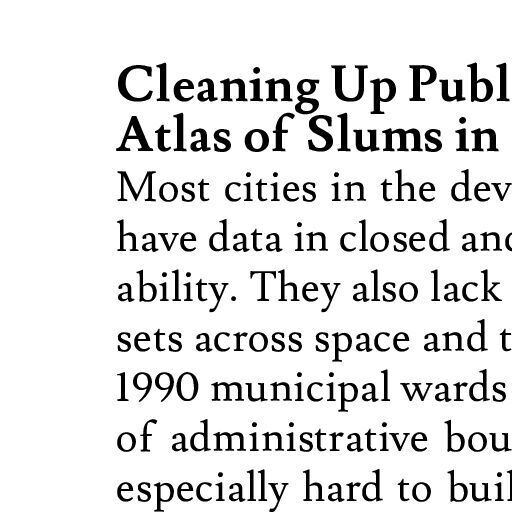 Cleaning Up Publ
Atlas of Slums in
Most cities in the dev
have data in closed and
ability. They also lack
sets across space and t
1990 municipal wards
of administrative bou
especially hard to buil